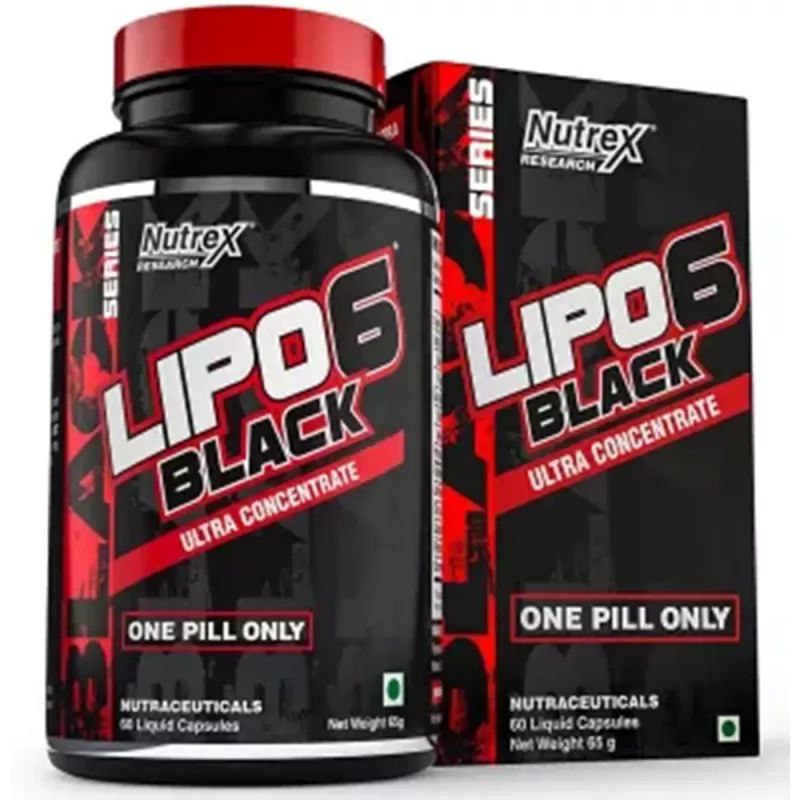 SERIES
Nutrex
RESEARCH
LIPO6
BLACK
ULTRA CONCENTRATE
ONE PILL ONLY
NUTRACEUTICALS
60 Liquid Capsules
Net Weight 65g
SERIES
Nutrex
RESEARCH
LIPO6
BLACK
ULTRA CONCENTRATE
ONE PILL ONLY
NUTRACEUTICALS
60 Liquid Capsules
Net Weight 65 g